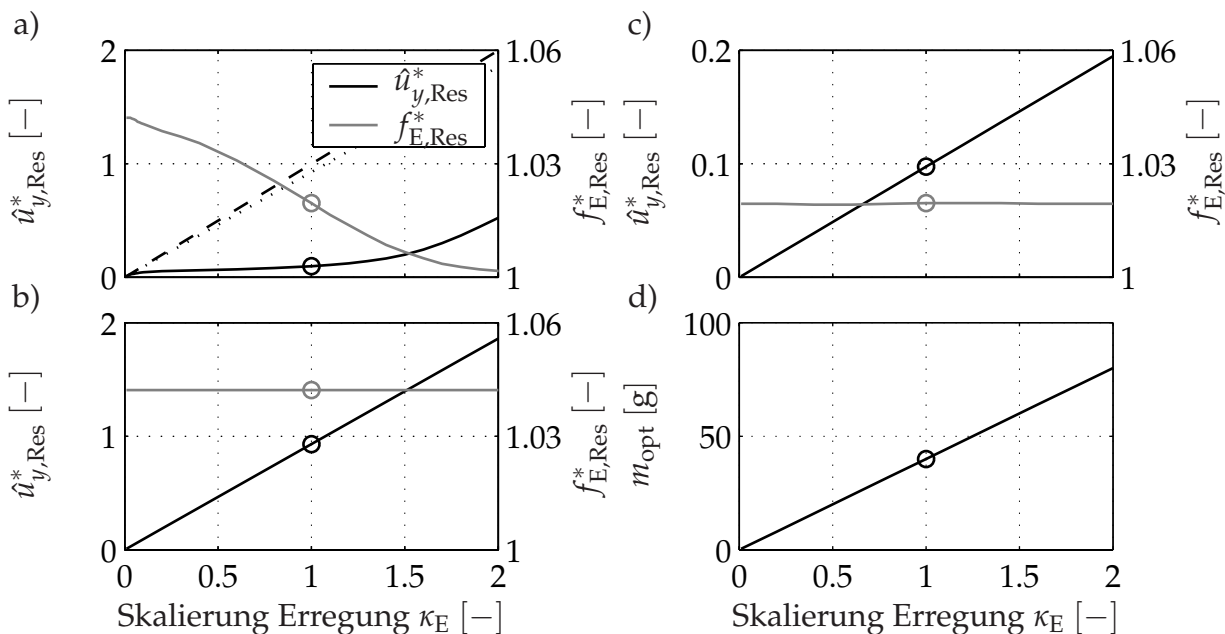 a)
2
1
0
û*y,Res [−]
1.06
1.03
1
f*E,Res [−]
û*y,Res
f*E,Res
c)
0.2
0.1
0
û*y,Res [−]
1.06
1.03
1
f*E,Res [−]
b)
2
1
0
û*y,Res [−]
1.06
1.03
1
f*E,Res [−]
0 0.5 1 1.5 2
Skalierung Erregung κE [−]
d)
100
50
0
mopt [g]
0 0.5 1 1.5 2
Skalierung Erregung κE [−]